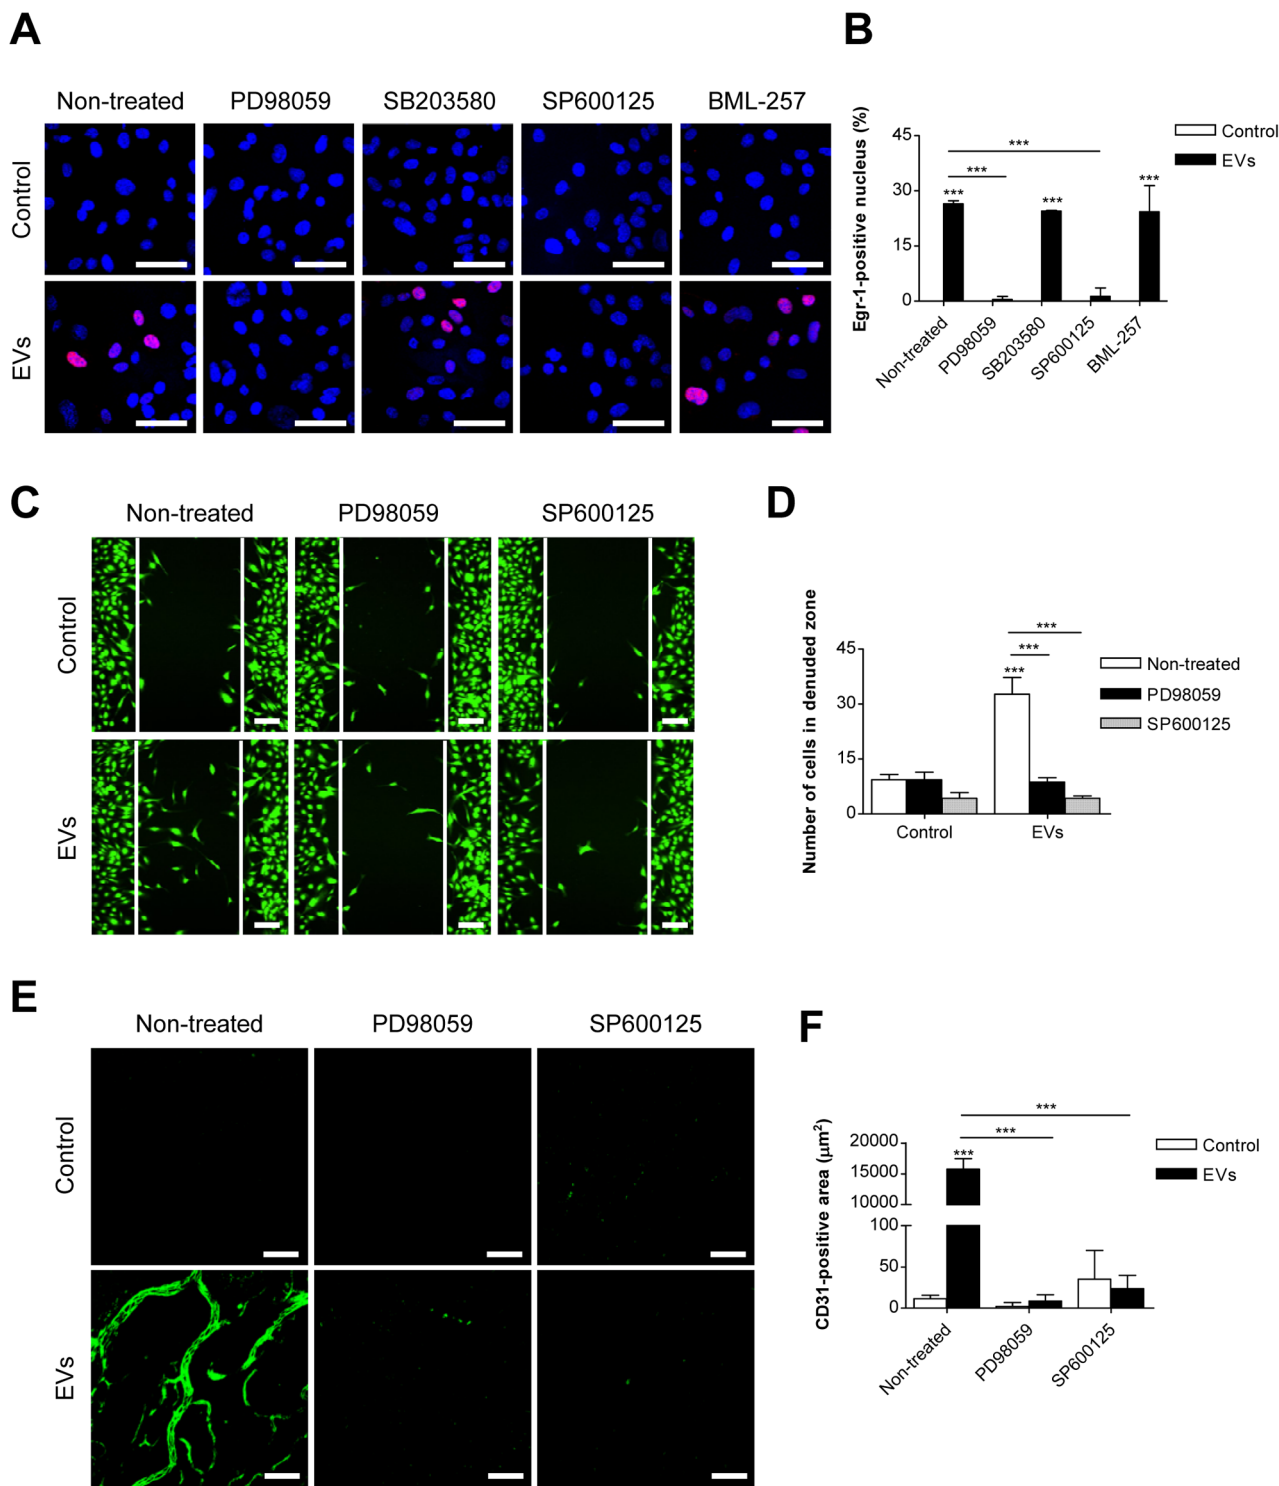 A
Non-treated PD98059 SB203580 SP600125 BML-257
Control
EVs
B
Egr-1-positive nucleus (%)
45
30
15
0
*** *** *** *** ***
Non-treated PD98059 SB203580 SP600125 BML-257
Control
EVs
C
Non-treated PD98059 SP600125
Control
EVs
D
Number of cells in denuded zone
45
30
15
0
***
***
***
Control EVs
Non-treated
PD98059
SP600125
E
Non-treated PD98059 SP600125
Control
EVs
F
CD31-positive area (μm²)
20000
15000
10000
100
50
0
***
***
***
Non-treated PD98059 SP600125
Control
EVs